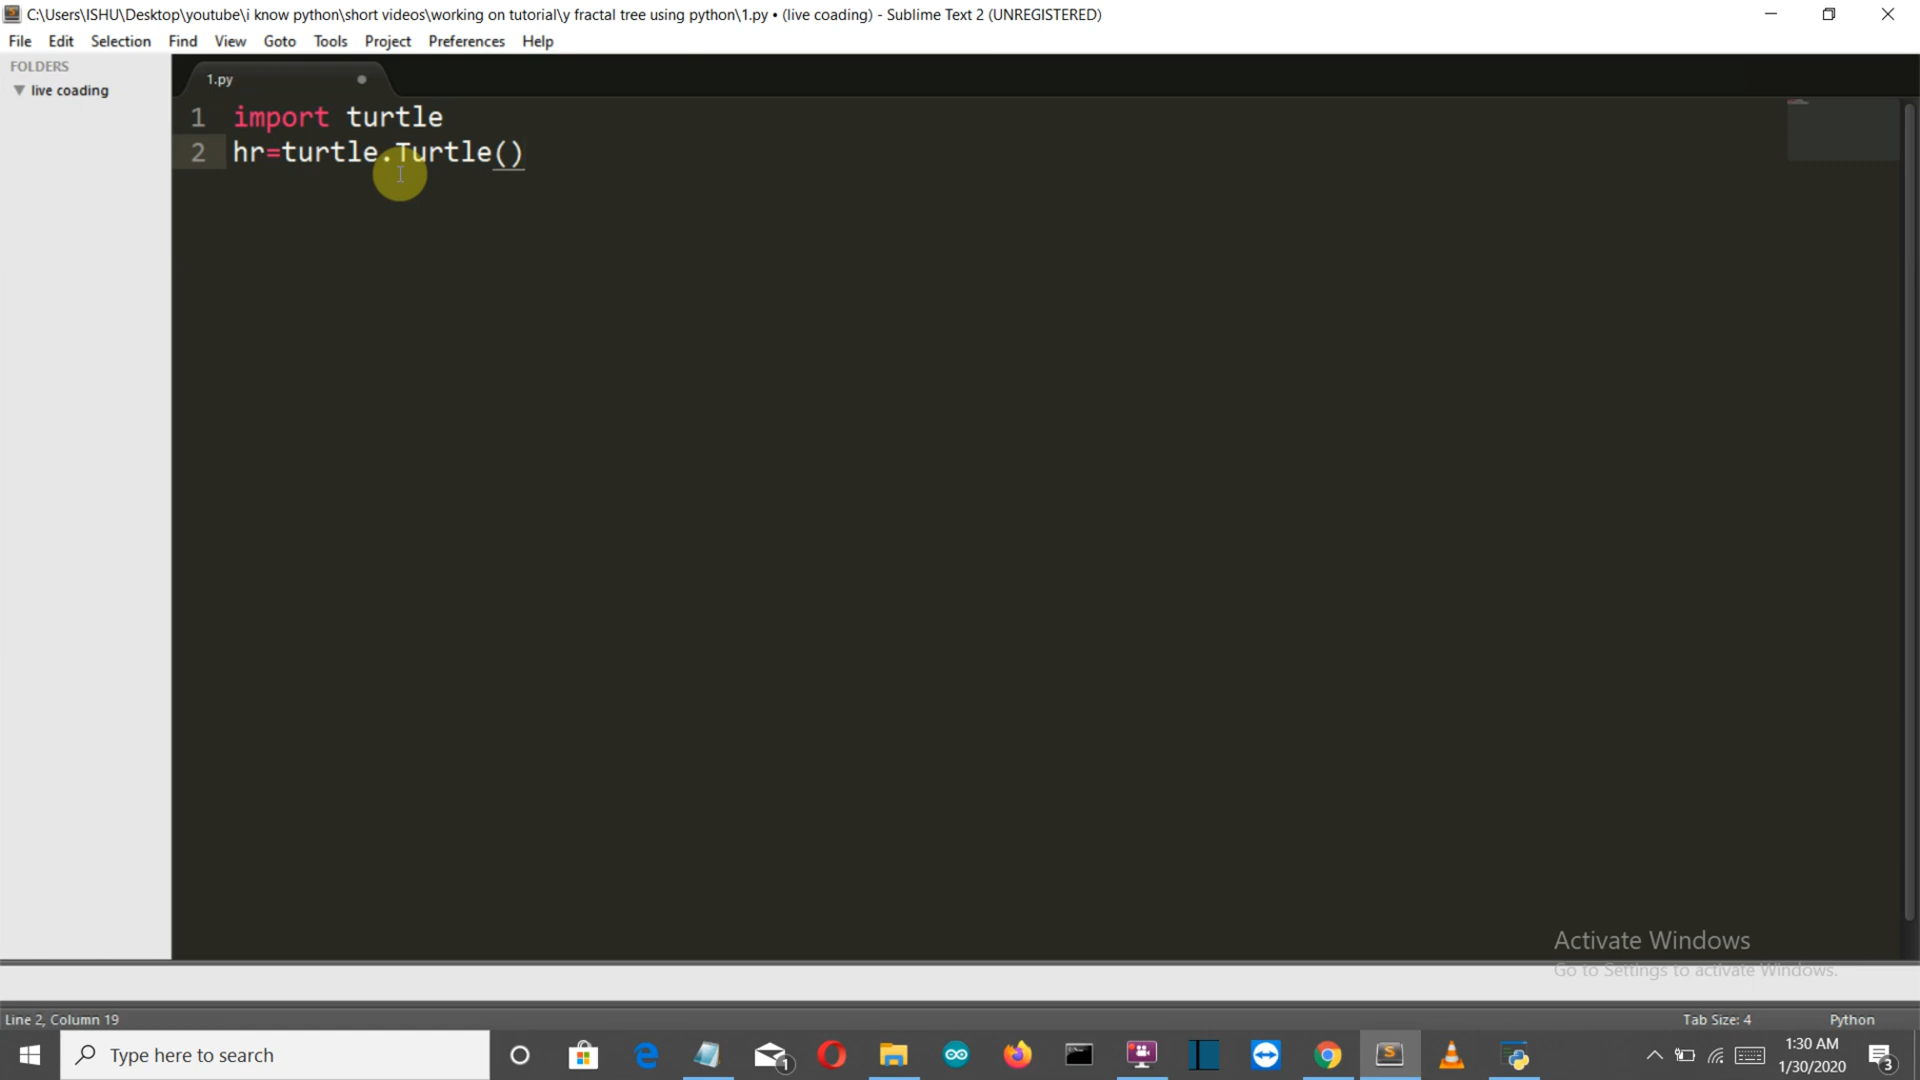 C:\Users\ISHU\Desktop\youtube\i know python\short videos\working on tutorial\y fractal tree using python\1.py • (live coading) - Sublime Text 2 (UNREGISTERED)
File Edit Selection Find View Goto Tools Project Preferences Help
FOLDERS
live coading
1.py
1 import turtle
2 hr=turtle.Turtle()
Activate Windows
Go to Settings to activate Windows.
Line 2, Column 19
Tab Size: 4
Python
Type here to search
1
1:30 AM
1/30/2020
3